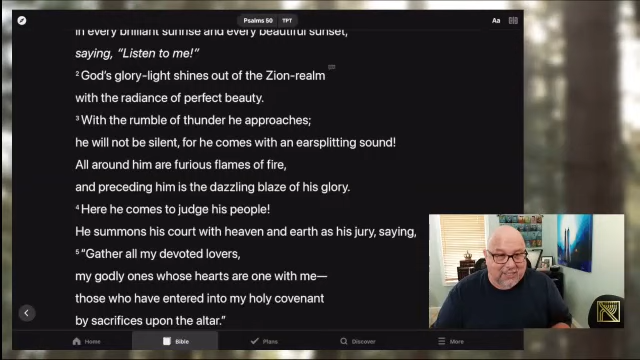 Psalms 50 TPT
Aa
in every brilliant sunrise and every beautiful sunset,
saying, “Listen to me!”
2 God’s glory-light shines out of the Zion-realm
with the radiance of perfect beauty.
3 With the rumble of thunder he approaches;
he will not be silent, for he comes with an earsplitting sound!
All around him are furious flames of fire,
and preceding him is the dazzling blaze of his glory.
4 Here he comes to judge his people!
He summons his court with heaven and earth as his jury, saying,
5 “Gather all my devoted lovers,
my godly ones whose hearts are one with me—
those who have entered into my holy covenant
by sacrifices upon the altar.”
Home Bible Plans Discover More